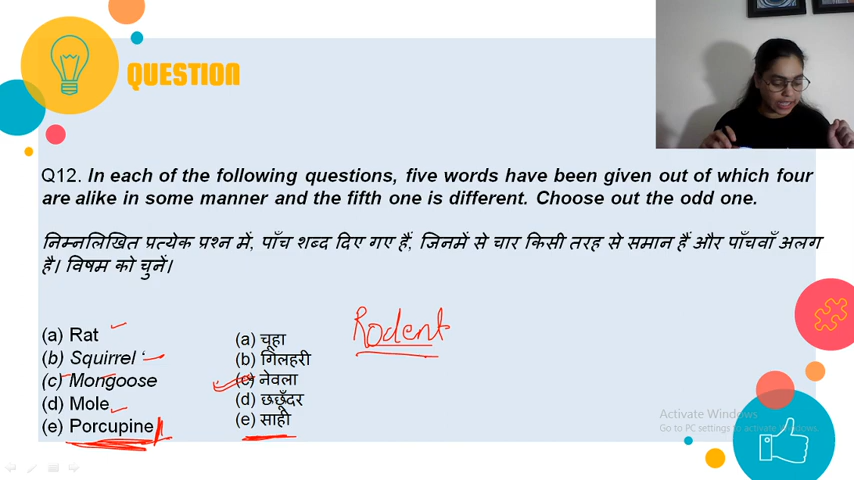 QUESTION
Q12. In each of the following questions, five words have been given out of which four
are alike in some manner and the fifth one is different. Choose out the odd one.
निम्नलिखित प्रत्येक प्रश्न में, पाँच शब्द दिए गए हैं, जिनमें से चार किसी तरह से समान हैं और पाँचवाँ अलग
है। विषम को चुनें।
(a) Rat
(b) Squirrel
(c) Mongoose
(d) Mole
(e) Porcupine
(a) चूहा
(b) गिलहरी
(c) नेवला
(d) छछूँदर
(e) साही
Rodent
Activate Windows
Go to PC settings to activate Windows.